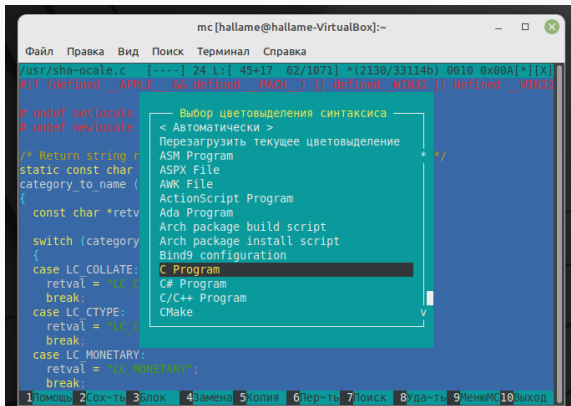 mc [hallame@hallame-VirtualBox]:~
Файл Правка Вид Поиск Терминал Справка
/usr/sha~ocale.c [----] 24 L:[ 45+17 62/1071] *(2130/33114b) 0010 0x00A[*][X]
#if (defined __APPLE__ && defined __MACH__) || defined _WIN32 || defined __WIN32
# undef setlocale
# undef newlocale
Выбор цветовыделения синтаксиса
< Автоматически >
Перезагрузить текущее цветовыделение
/* Return string r
ASM Program
* */
static const char
ASPX File
category_to_name (
AWK File
{
ActionScript Program
const char *retv
Ada Program
Arch package build script
switch (category
Arch package install script
{
Bind9 configuration
case LC_COLLATE:
C Program
retval = "LC_C
C# Program
break;
C/C++ Program
case LC_CTYPE:
CMake
v
retval = "LC_C
break;
case LC_MONETARY:
retval = "LC_MONETARY";
break;
1Помощь 2Сох~ть 3Блок 4Замена 5Копия 6Пер~ть 7Поиск 8Уда~ть 9МенюMC 10Выход